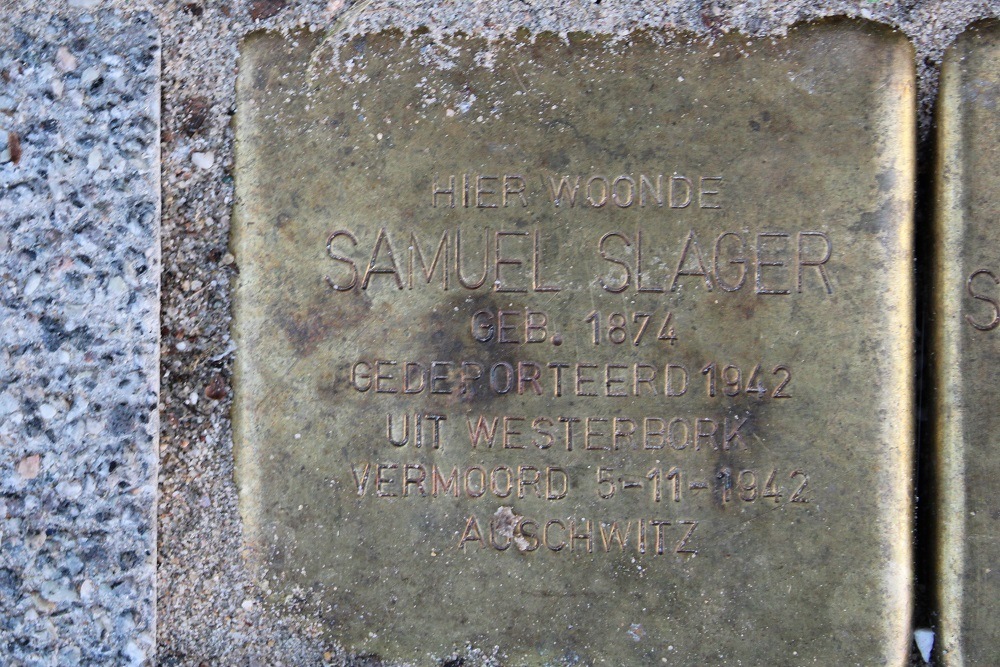 HIER WOONDE
SAMUEL SLAGER
GEB. 1874
GEDEPORTEERD 1942
UIT WESTERBORK
VERMOORD 5-11-1942
AUSCHWITZ
S